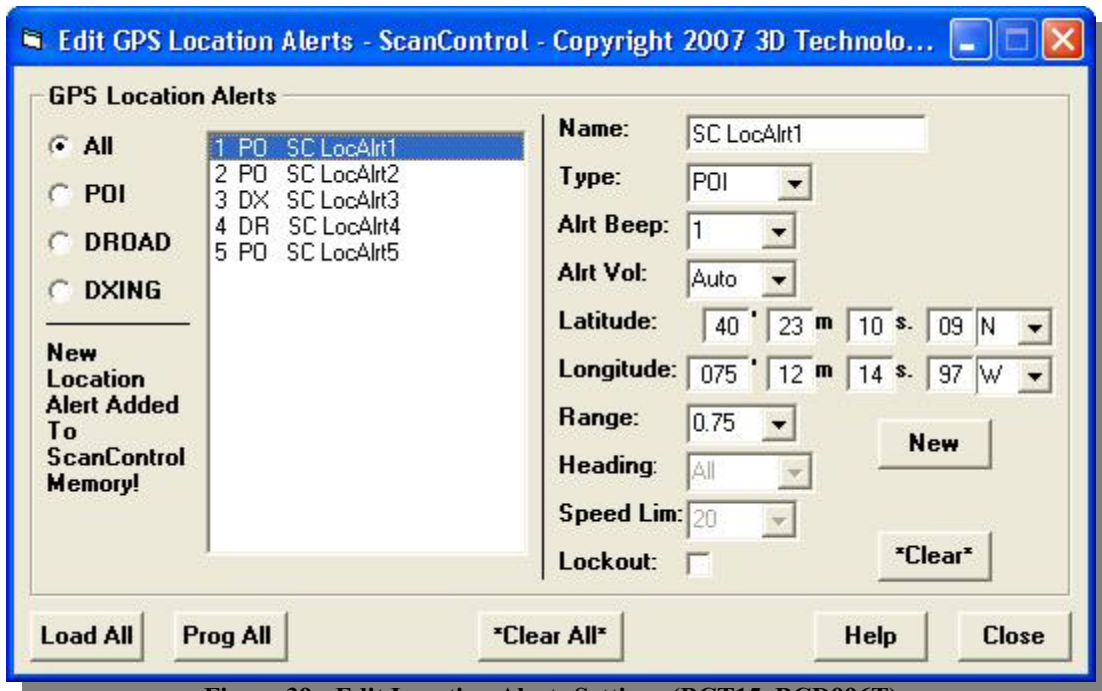 Edit GPS Location Alerts - ScanControl - Copyright 2007 3D Technolo...
GPS Location Alerts
All
POI
DROAD
DXING
New
Location
Alert Added
To
ScanControl
Memory!
1 PO SC LocAlrt1
2 PO SC LocAlrt2
3 DX SC LocAlrt3
4 DR SC LocAlrt4
5 PO SC LocAlrt5
Name: SC LocAlrt1
Type: POI
Alrt Beep: 1
Alrt Vol: Auto
Latitude: 40 ' 23 m 10 s. 09 N
Longitude: 075 ' 12 m 14 s. 97 W
Range: 0.75
Heading: All
Speed Lim: 20
Lockout:
New
*Clear*
Load All
Prog All
*Clear All*
Help
Close